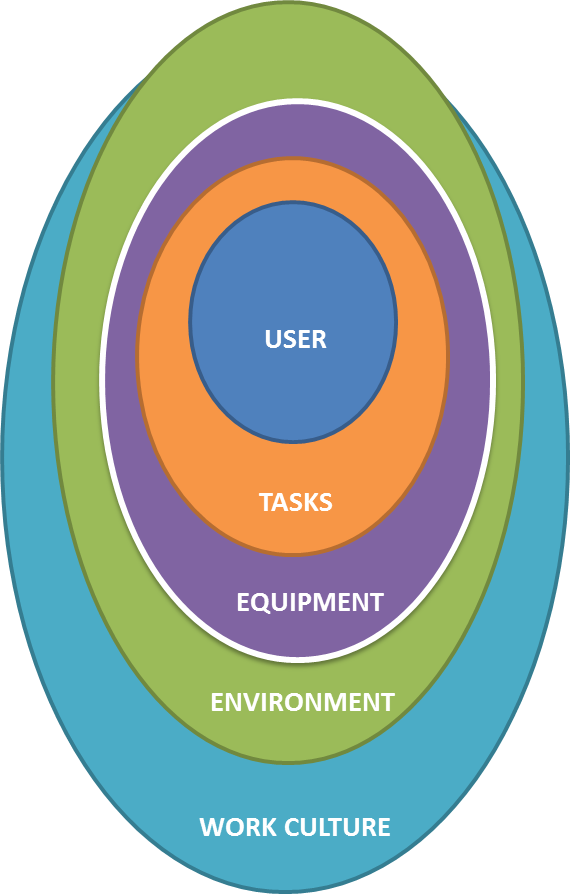 USER
TASKS
EQUIPMENT
ENVIRONMENT
WORK CULTURE